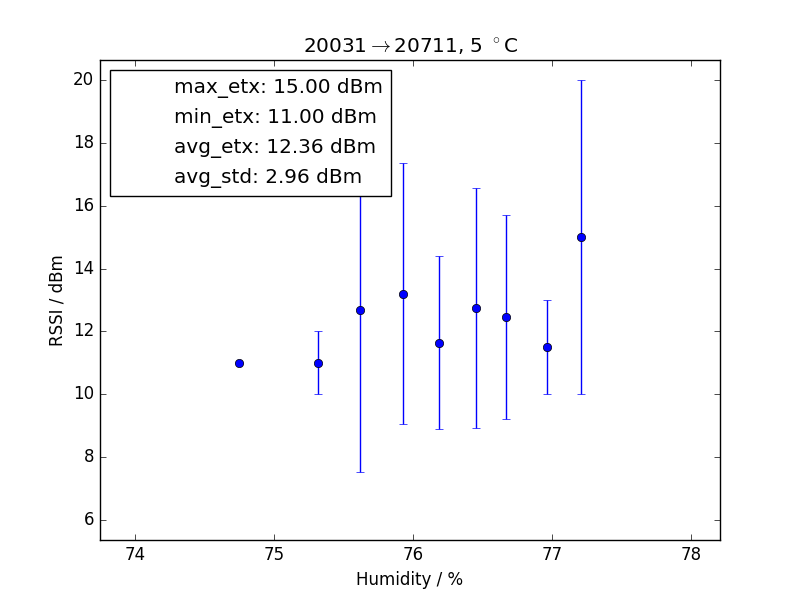 20031→20711, 5 °C
max_etx: 15.00 dBm
min_etx: 11.00 dBm
avg_etx: 12.36 dBm
avg_std: 2.96 dBm
RSSI / dBm
20
18
16
14
12
10
8
6
74 75 76 77 78
Humidity / %